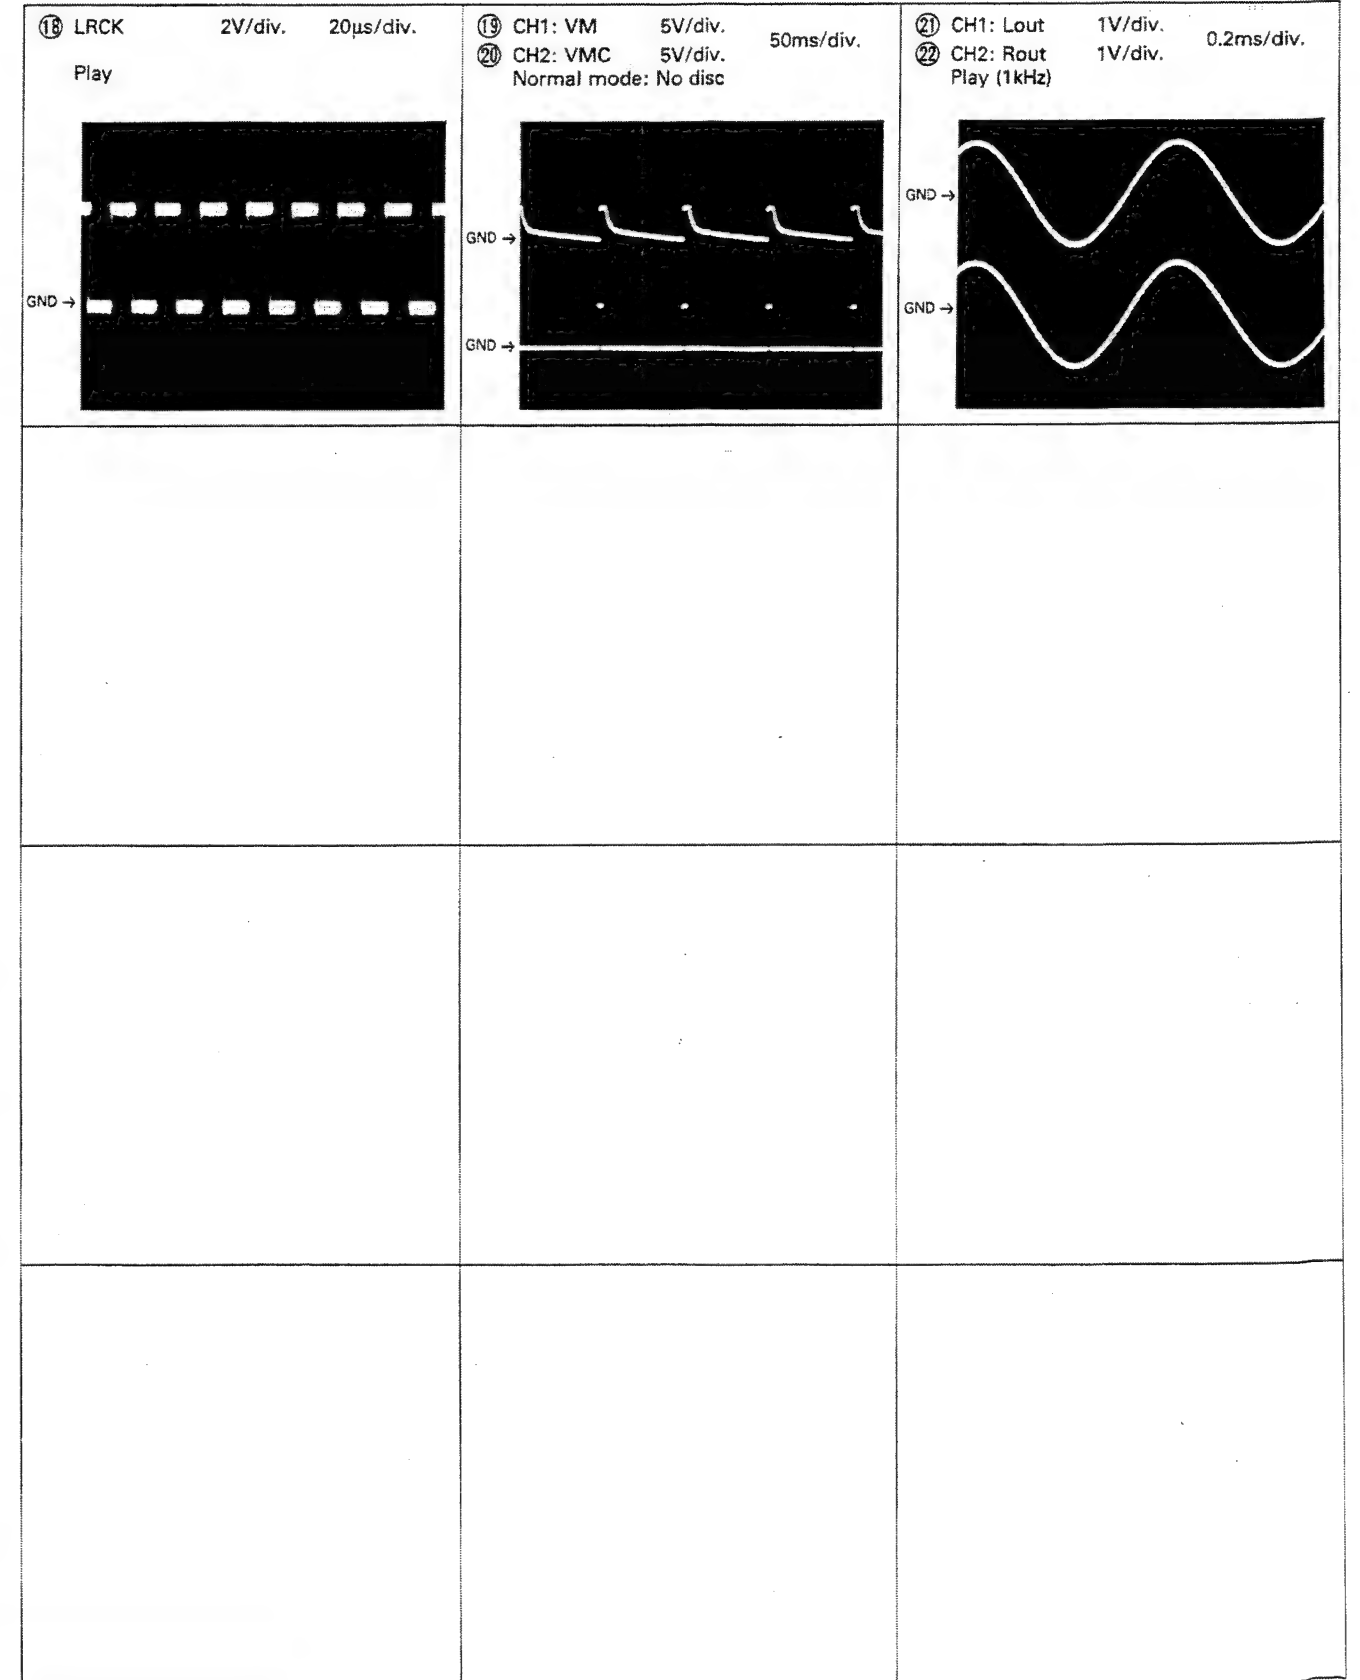 ⑱ LRCK 2V/div. 20μs/div.
Play
GND →
⑲ CH1: VM 5V/div. 50ms/div.
⑳ CH2: VMC 5V/div.
Normal mode: No disc
GND →
GND →
㉑ CH1: Lout 1V/div. 0.2ms/div.
㉒ CH2: Rout 1V/div.
Play (1kHz)
GND →
GND →